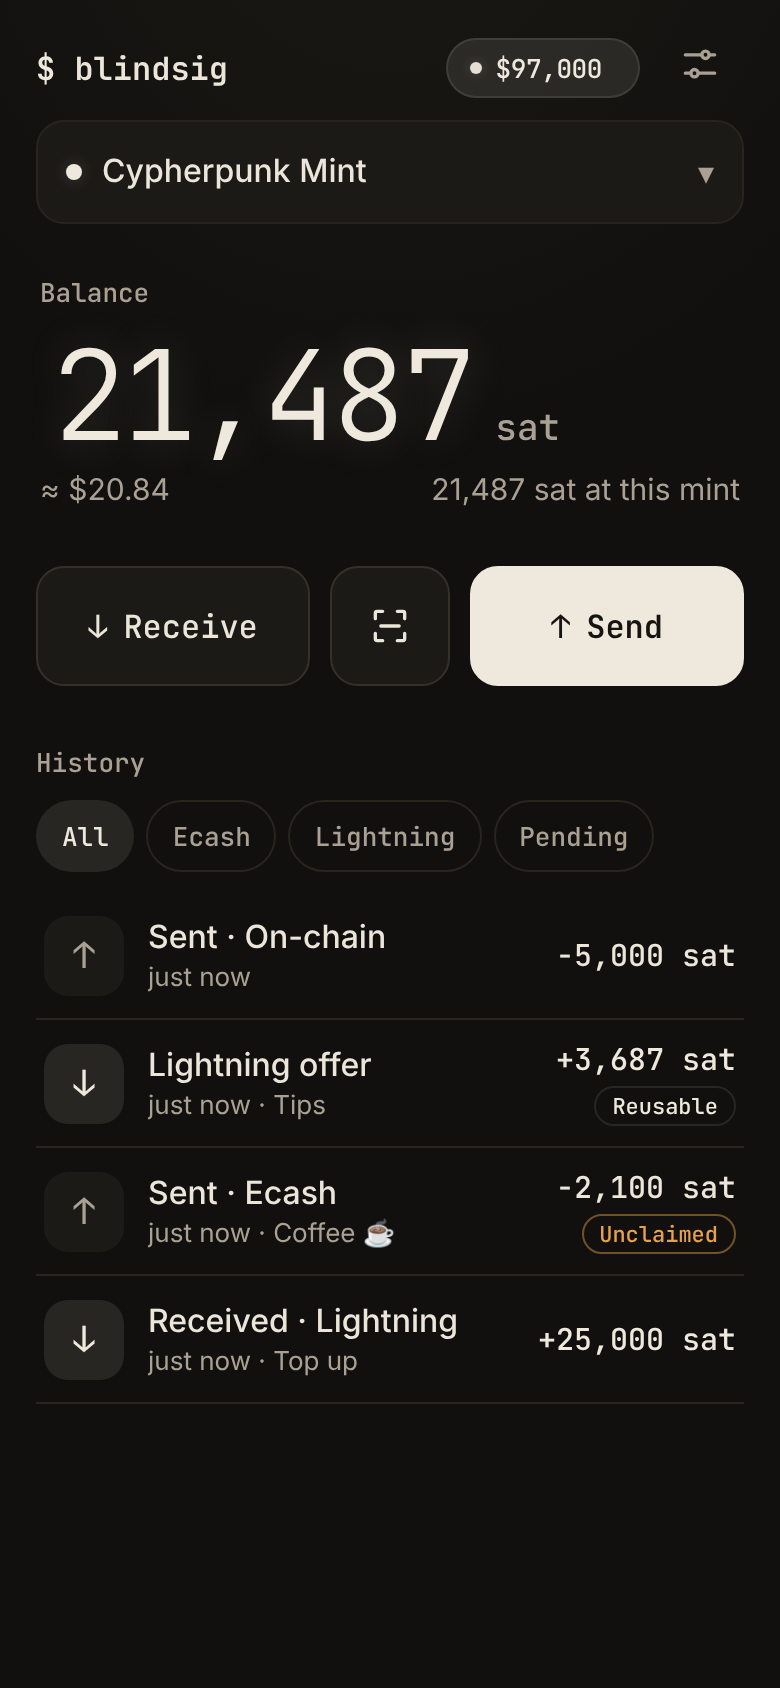 $ blindsig
$97,000
Cypherpunk Mint ▼
Balance
21,487 sat
≈ $20.84 21,487 sat at this mint
↓ Receive
↑ Send
History
All Ecash Lightning Pending
↑ Sent · On-chain -5,000 sat
just now
↓ Lightning offer +3,687 sat
just now · Tips Reusable
↑ Sent · Ecash -2,100 sat
just now · Coffee ☕ Unclaimed
↓ Received · Lightning +25,000 sat
just now · Top up